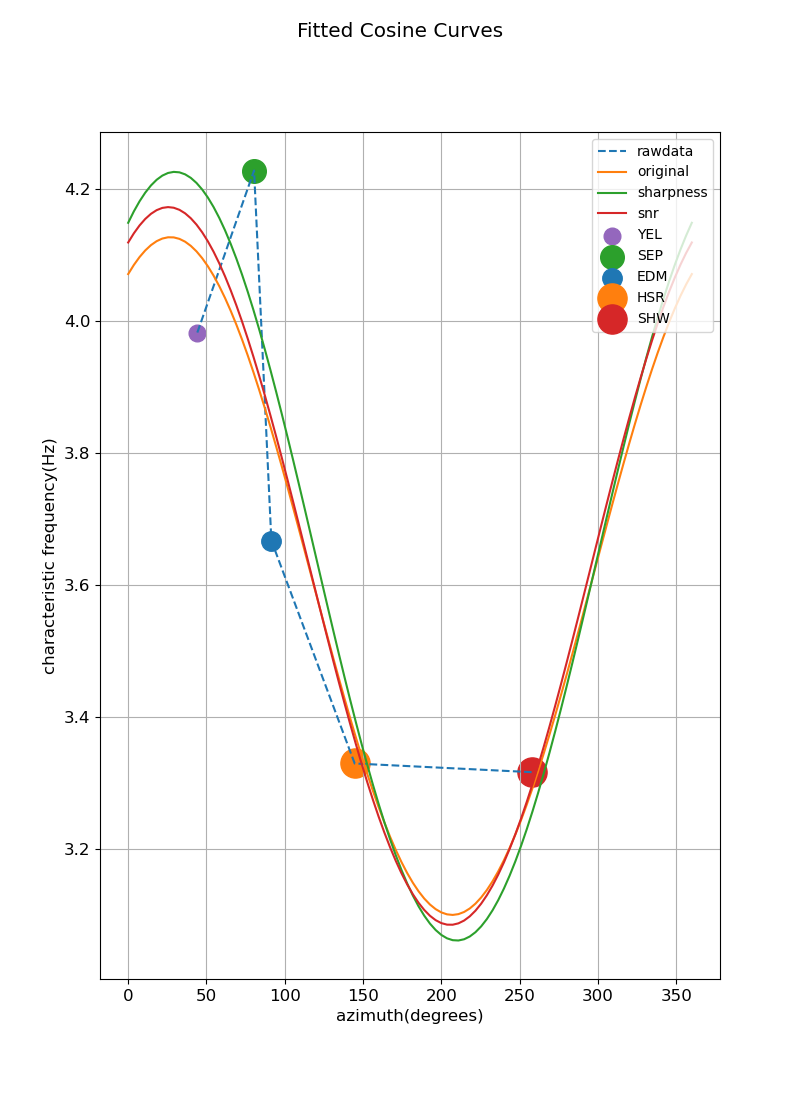 Fitted Cosine Curves
rawdata
original
sharpness
snr
YEL
SEP
EDM
HSR
SHW
characteristic frequency(Hz)
4.2
4.0
3.8
3.6
3.4
3.2
0 50 100 150 200 250 300 350
azimuth(degrees)